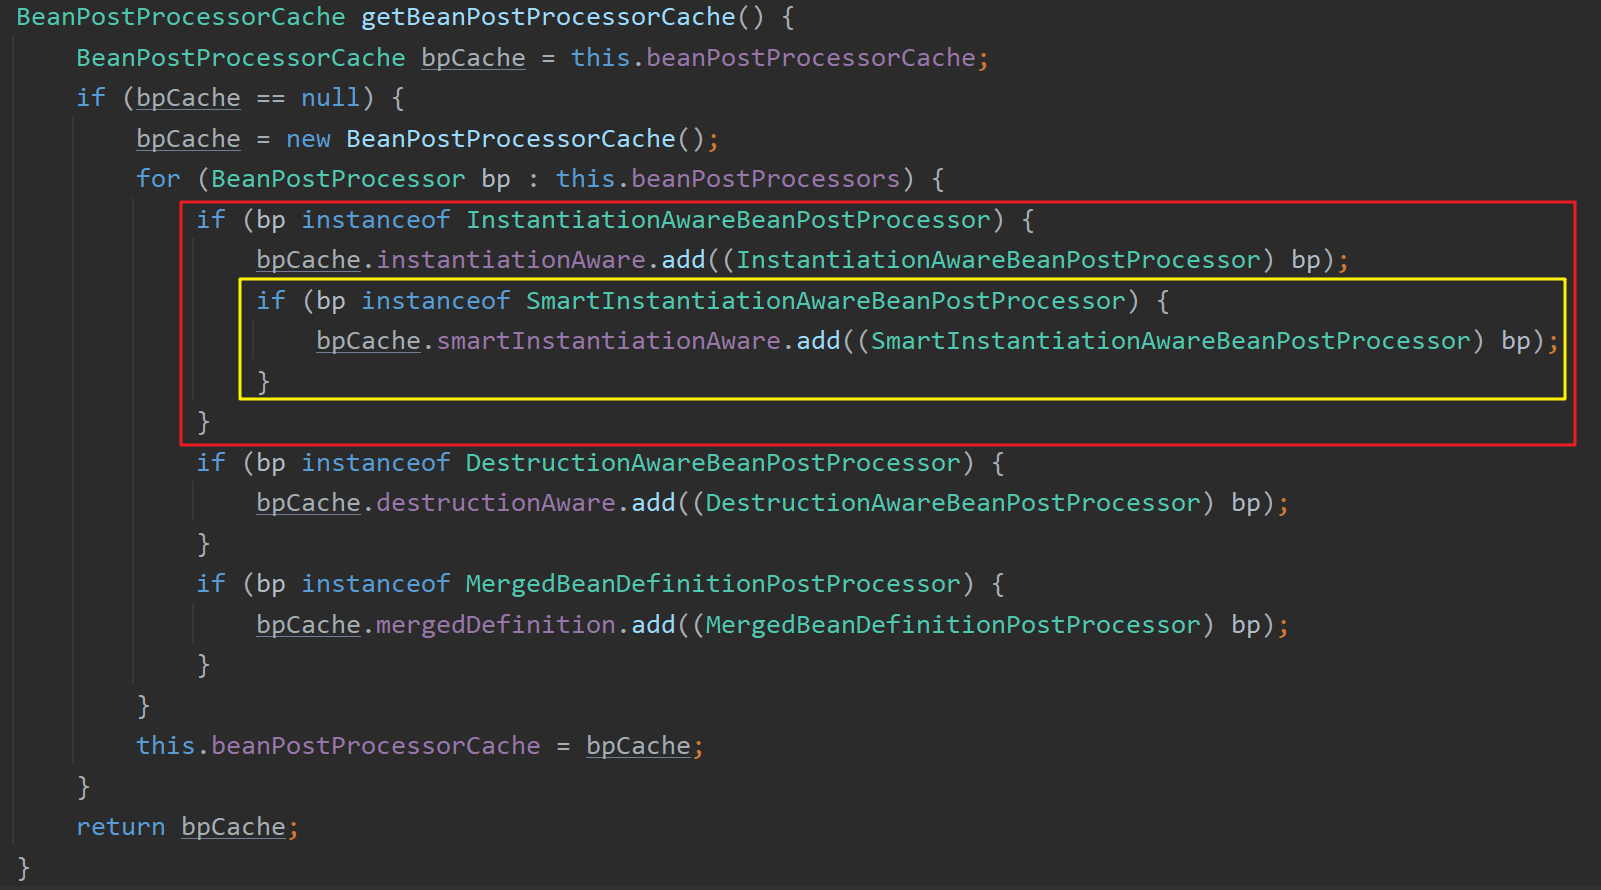 BeanPostProcessorCache getBeanPostProcessorCache() {
    BeanPostProcessorCache bpCache = this.beanPostProcessorCache;
    if (bpCache == null) {
        bpCache = new BeanPostProcessorCache();
        for (BeanPostProcessor bp : this.beanPostProcessors) {
            if (bp instanceof InstantiationAwareBeanPostProcessor) {
                bpCache.instantiationAware.add((InstantiationAwareBeanPostProcessor) bp);
                if (bp instanceof SmartInstantiationAwareBeanPostProcessor) {
                    bpCache.smartInstantiationAware.add((SmartInstantiationAwareBeanPostProcessor) bp);
                }
            }
            if (bp instanceof DestructionAwareBeanPostProcessor) {
                bpCache.destructionAware.add((DestructionAwareBeanPostProcessor) bp);
            }
            if (bp instanceof MergedBeanDefinitionPostProcessor) {
                bpCache.mergedDefinition.add((MergedBeanDefinitionPostProcessor) bp);
            }
        }
        this.beanPostProcessorCache = bpCache;
    }
    return bpCache;
}